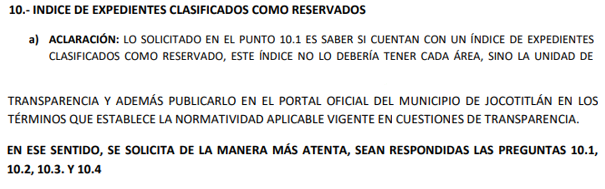 10.- INDICE DE EXPEDIENTES CLASIFICADOS COMO RESERVADOS
a) ACLARACIÓN: LO SOLICITADO EN EL PUNTO 10.1 ES SABER SI CUENTAN CON UN ÍNDICE DE EXPEDIENTES
CLASIFICADOS COMO RESERVADO, ESTE ÍNDICE NO LO DEBERÍA TENER CADA ÁREA, SINO LA UNIDAD DE
TRANSPARENCIA Y ADEMÁS PUBLICARLO EN EL PORTAL OFICIAL DEL MUNICIPIO DE JOCOTITLÁN EN LOS
TÉRMINOS QUE ESTABLECE LA NORMATIVIDAD APLICABLE VIGENTE EN CUESTIONES DE TRANSPARENCIA.
EN ESE SENTIDO, SE SOLICITA DE LA MANERA MÁS ATENTA, SEAN RESPONDIDAS LAS PREGUNTAS 10.1,
10.2, 10.3. Y 10.4